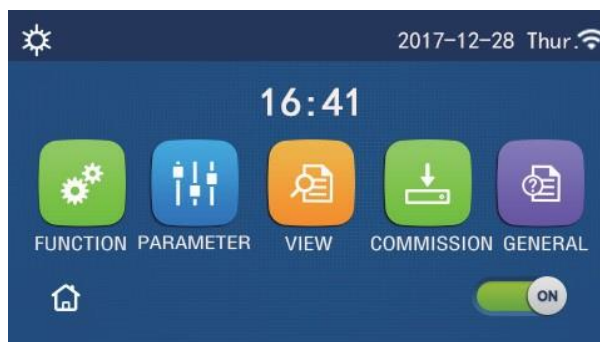 2017-12-28 Thur.
16:41
FUNCTION PARAMETER VIEW COMMISSION GENERAL
ON